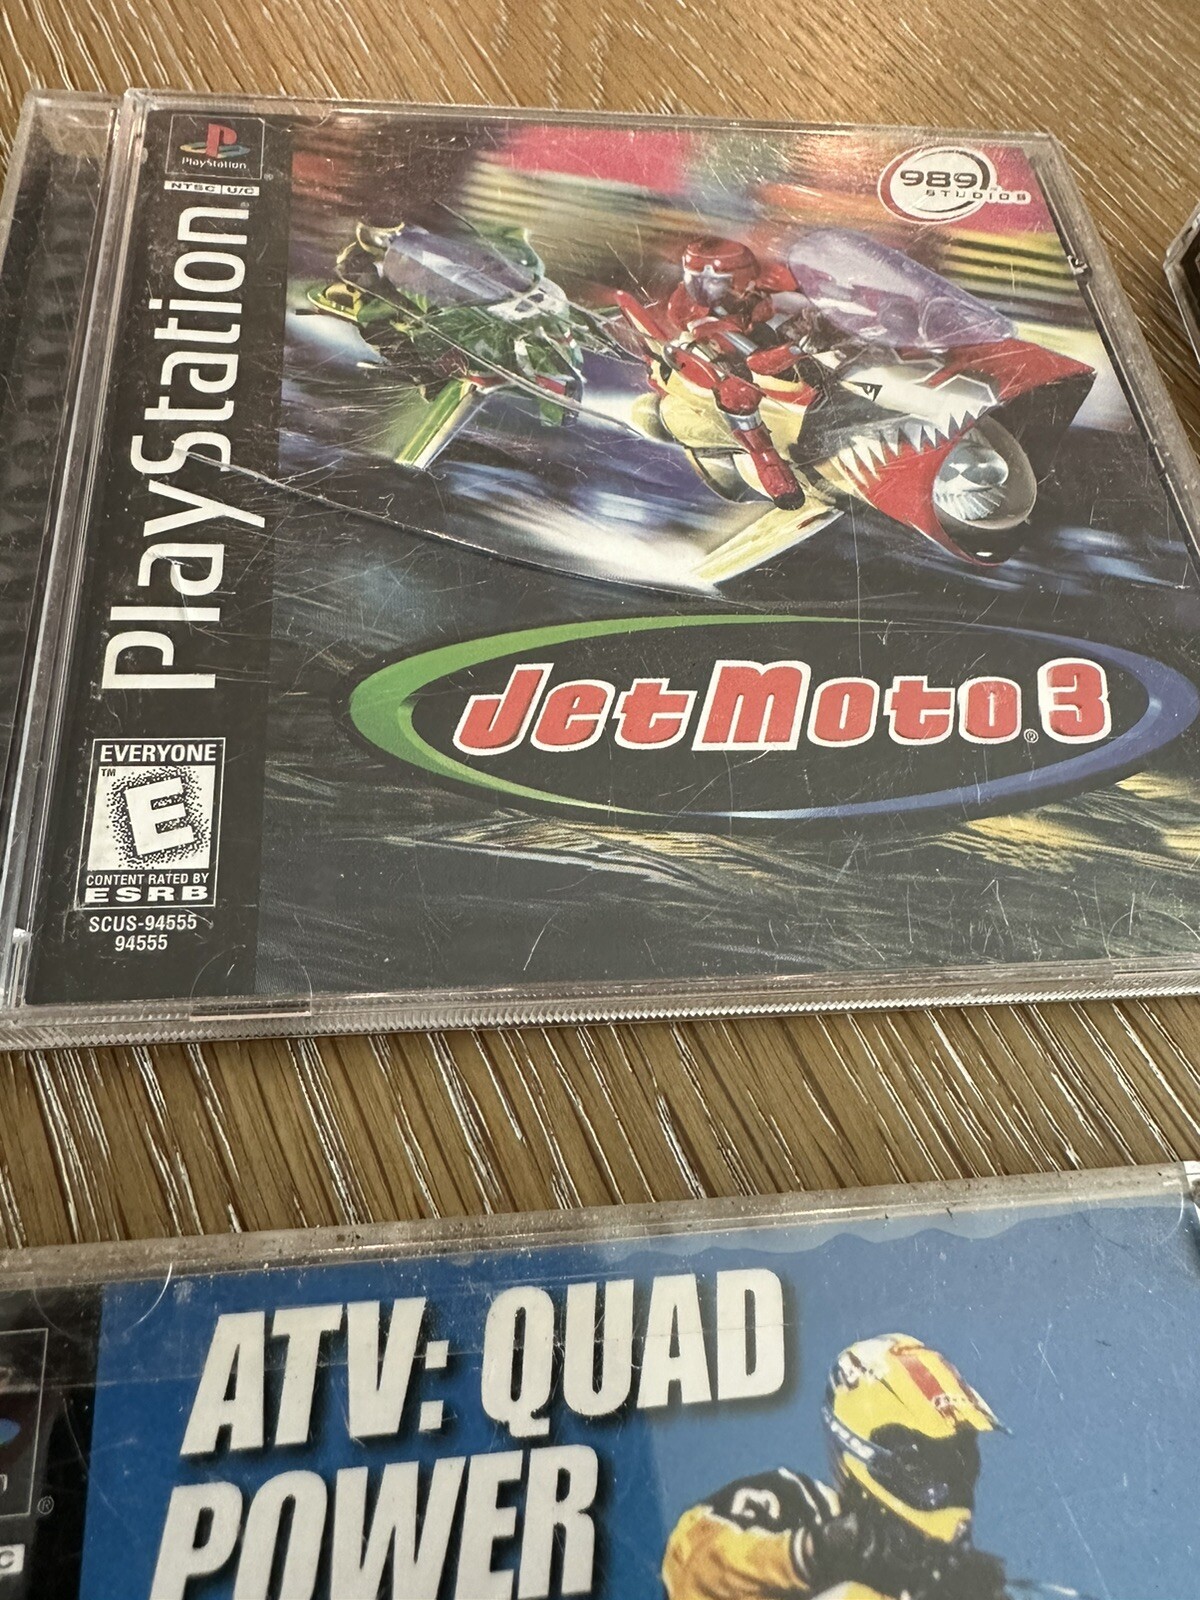 PlayStation
NTSC U/C
PlayStation
989
STUDIOS
Jet Moto 3
EVERYONE
E
CONTENT RATED BY
ESRB
SCUS-94555
94555
ATV: QUAD
POWER
3
C